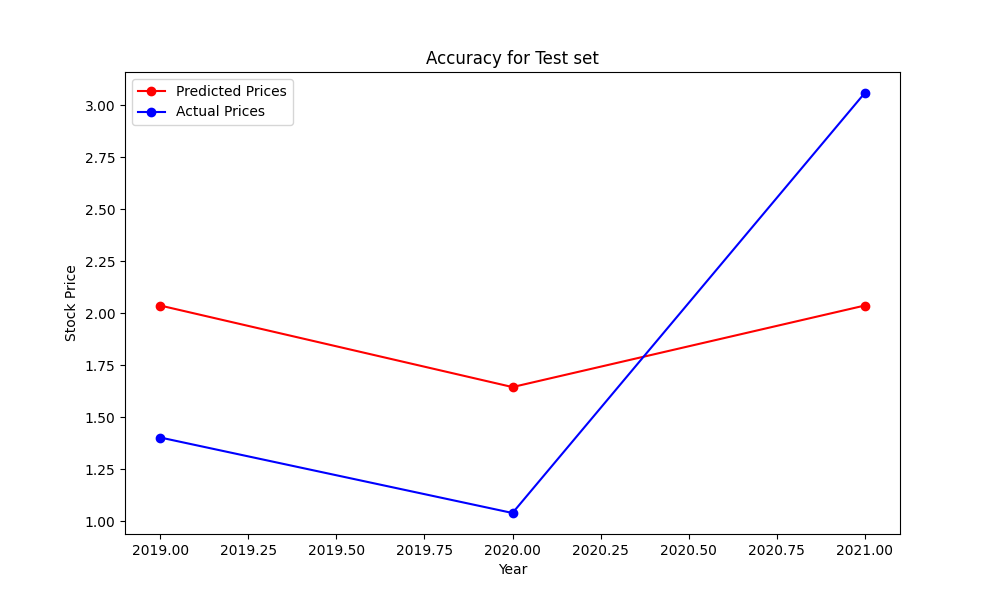 Accuracy for Test set
Predicted Prices
Actual Prices
3.00
2.75
2.50
2.25
2.00
1.75
1.50
1.25
1.00
Stock Price
2019.00 2019.25 2019.50 2019.75 2020.00 2020.25 2020.50 2020.75 2021.00
Year